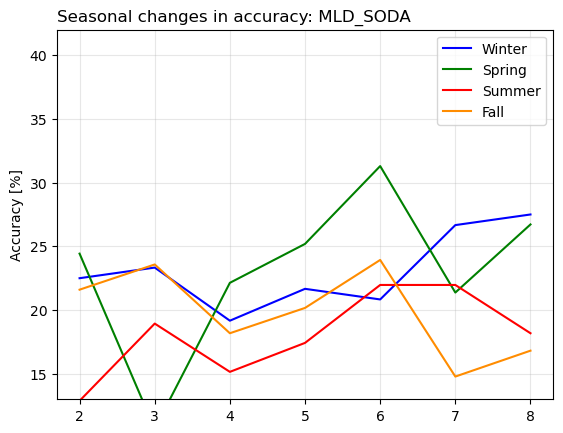 Seasonal changes in accuracy: MLD_SODA
Accuracy [%]
40
35
30
25
20
15
2 3 4 5 6 7 8
Winter
Spring
Summer
Fall